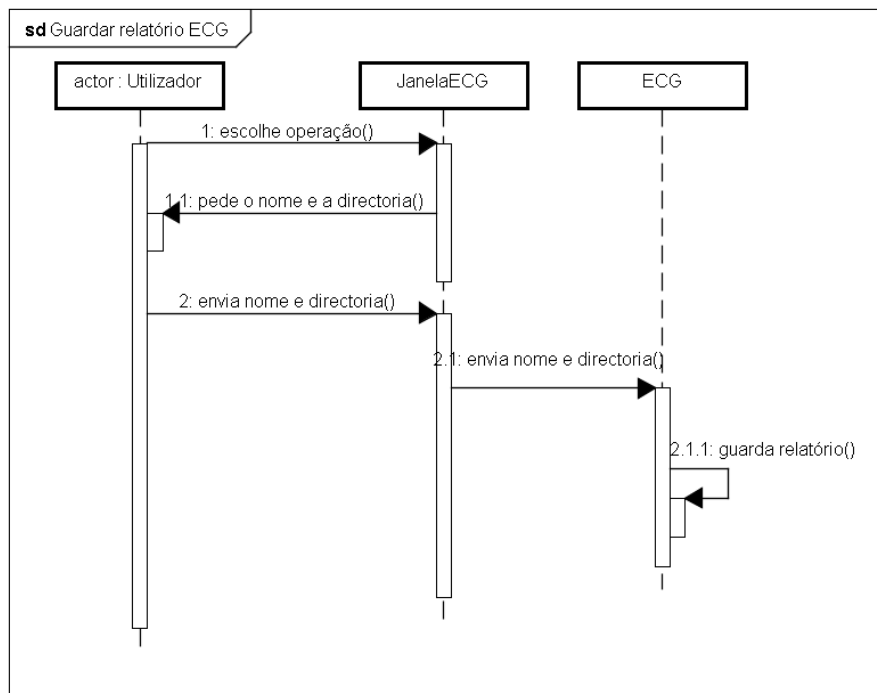 sd Guardar relatório ECG
actor : Utilizador
JanelaECG
ECG
1: escolhe operação()
1.1: pede o nome e a directoria()
2: envia nome e directoria()
2.1: envia nome e directoria()
2.1.1: guarda relatório()